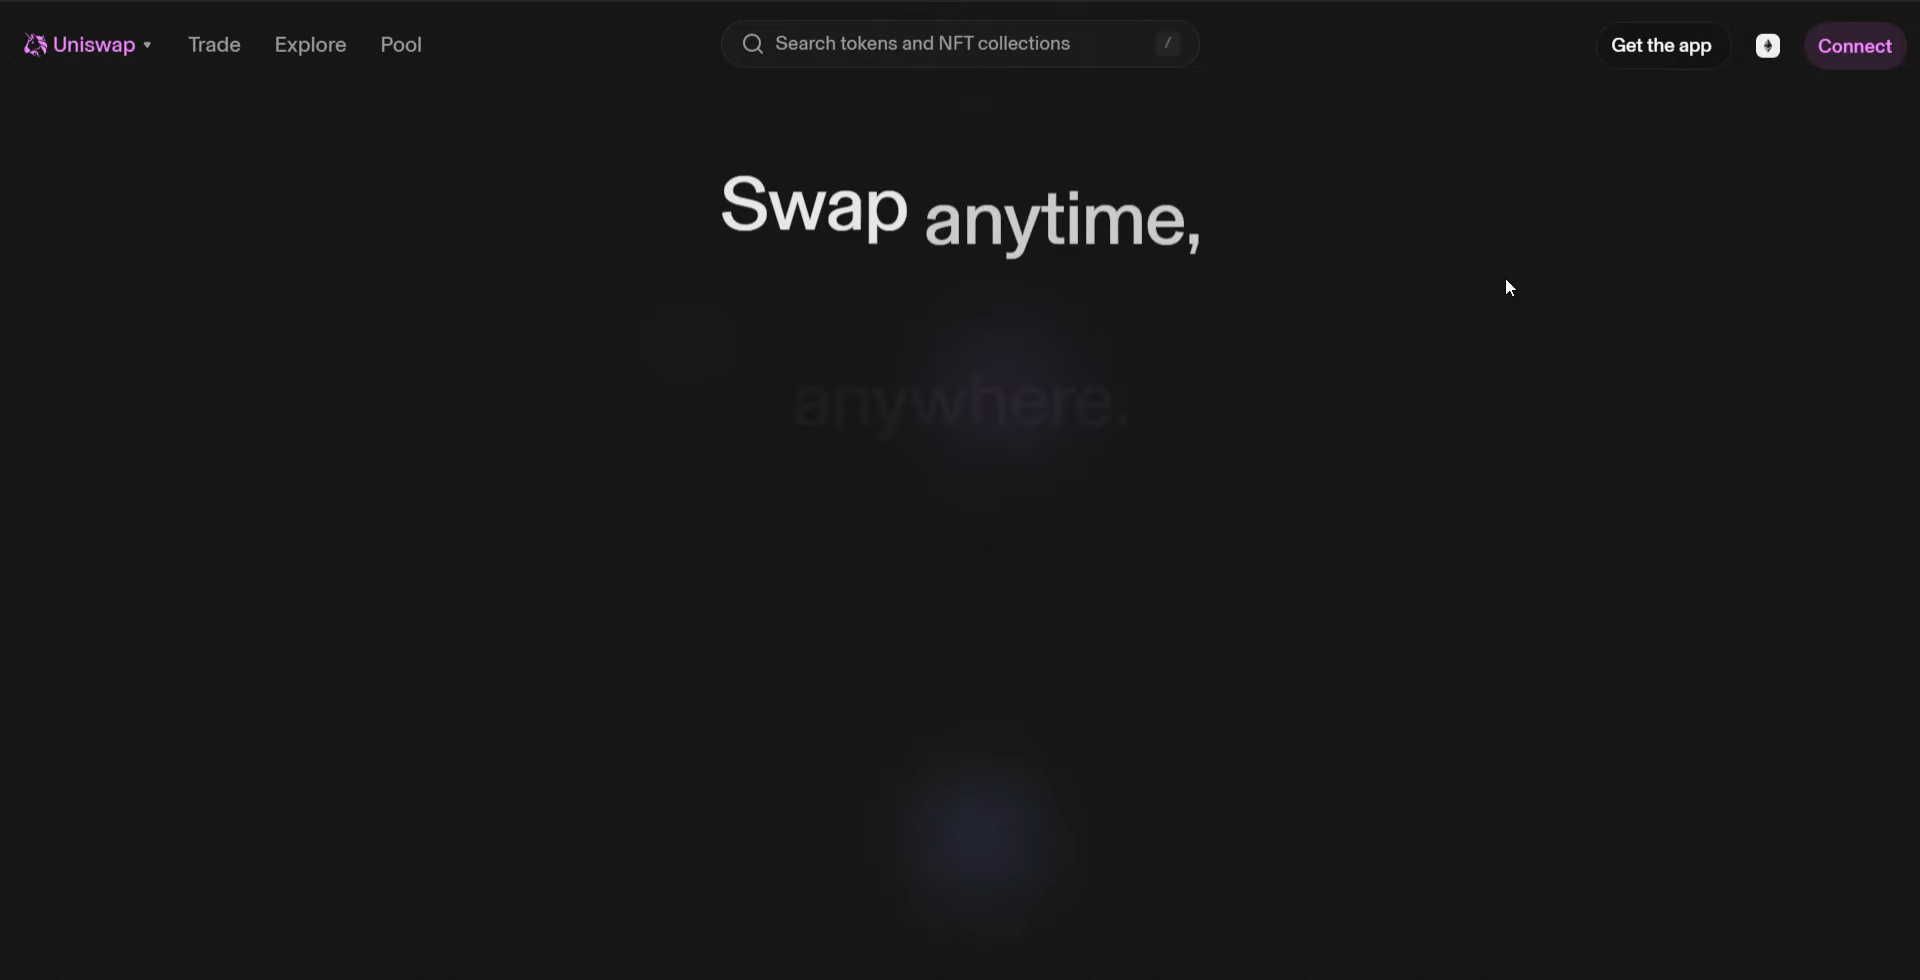 Uniswap Trade Explore Pool Search tokens and NFT collections / Get the app Connect
Swap anytime,
anywhere.